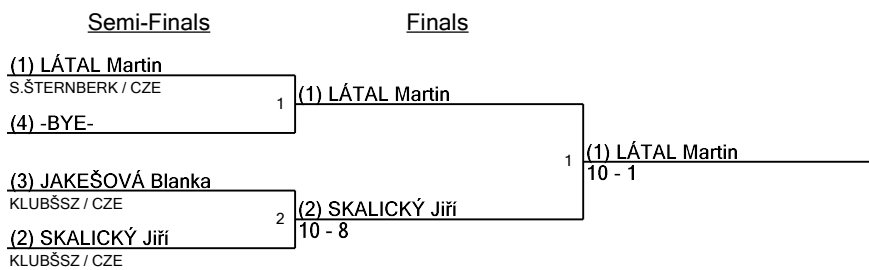 Semi-Finals Finals
(1) LÁTAL Martin
S.ŠTERNBERK / CZE
1 (1) LÁTAL Martin
(4) -BYE-
1 (1) LÁTAL Martin
10 - 1
(3) JAKEŠOVÁ Blanka
KLUBŠSZ / CZE
2 (2) SKALICKÝ Jiří
10 - 8
(2) SKALICKÝ Jiří
KLUBŠSZ / CZE